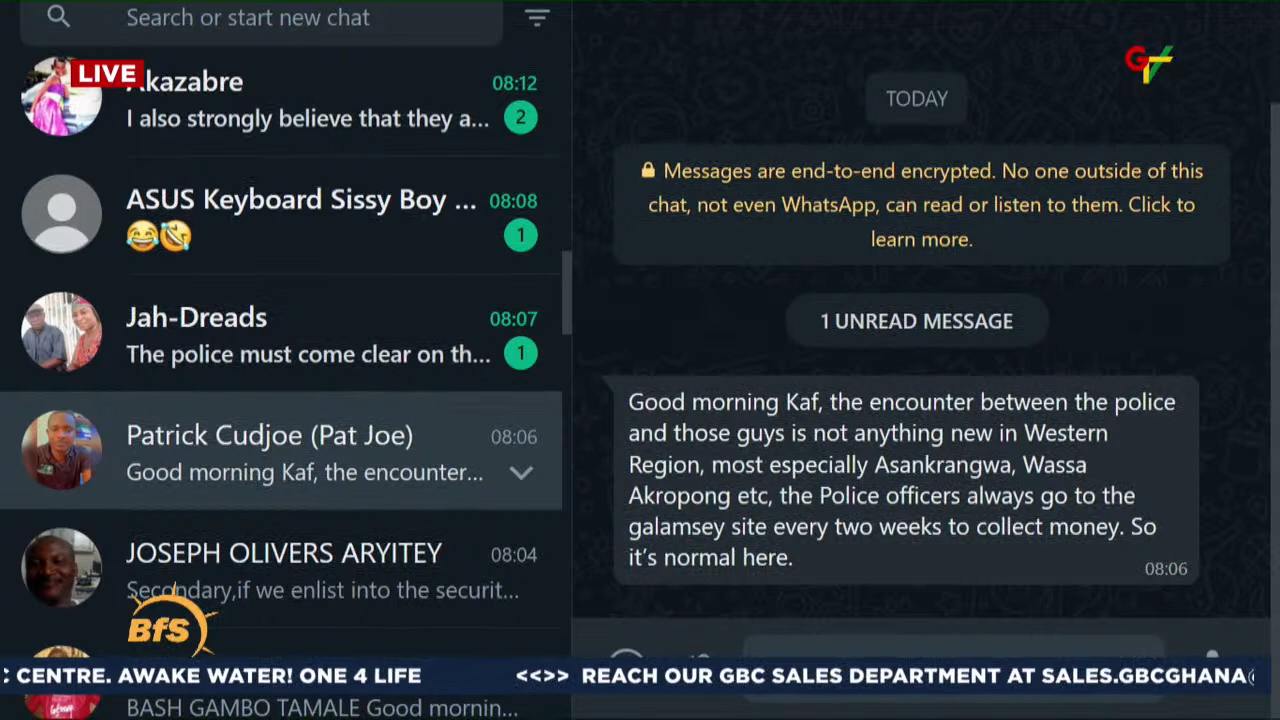 Search or start new chat
LIVE
Akazabre
08:12
I also strongly believe that they a...
2
ASUS Keyboard Sissy Boy ...
08:08
😂🤣
1
Jah-Dreads
08:07
The police must come clear on th...
1
Patrick Cudjoe (Pat Joe)
08:06
Good morning Kaf, the encounter...
JOSEPH OLIVERS ARYITEY
08:04
Secondary,if we enlist into the securit...
BfS
BASH GAMBO TAMALE Good mornin...
GTV
TODAY
Messages are end-to-end encrypted. No one outside of this
chat, not even WhatsApp, can read or listen to them. Click to
learn more.
1 UNREAD MESSAGE
Good morning Kaf, the encounter between the police
and those guys is not anything new in Western
Region, most especially Asankrangwa, Wassa
Akropong etc, the Police officers always go to the
galamsey site every two weeks to collect money. So
it's normal here.
08:06
C CENTRE. AWAKE WATER! ONE 4 LIFE <<>> REACH OUR GBC SALES DEPARTMENT AT SALES.GBCGHANA@